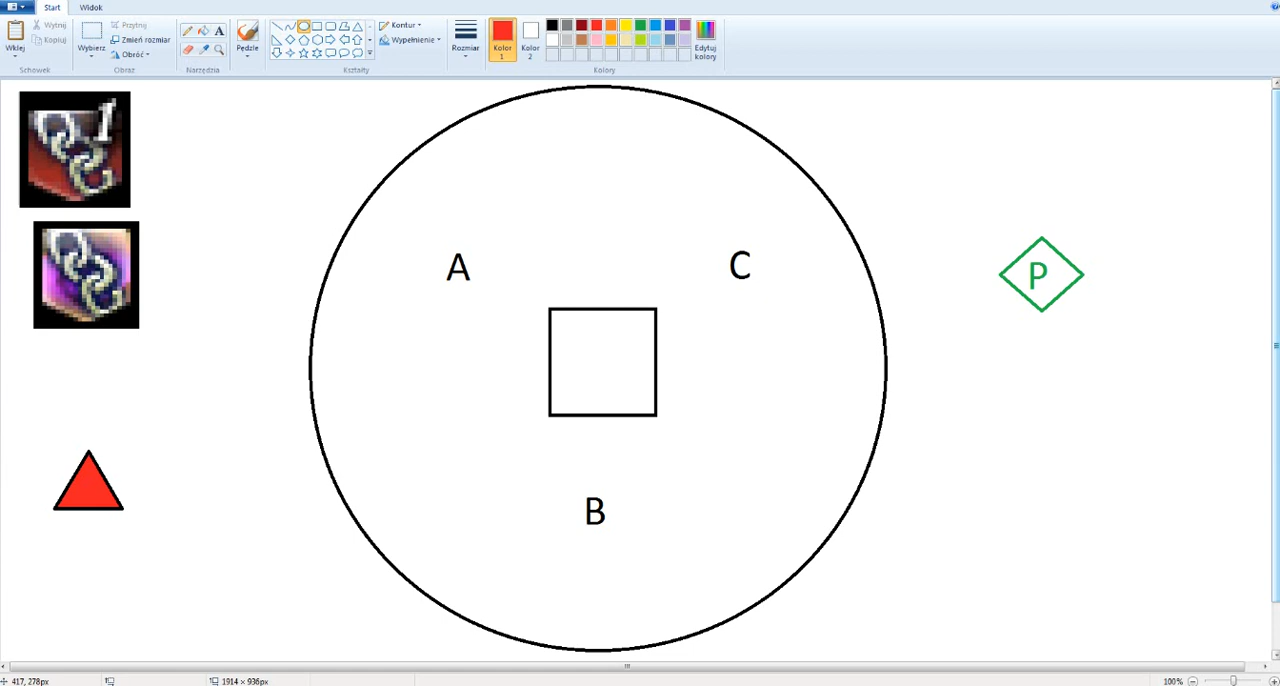 Start
Widok
Wklej
Wytnij
Kopiuj
Schowek
Wybierz
Przytnij
Zmień rozmiar
Obróć
Obraz
A
Narzędzia
Pędzle
Kształty
Kontur
Wypełnienie
Rozmiar
Kolor
1
Kolor
2
Kolory
Edytuj
kolory
1
A
C
P
B
417, 278px
1914 × 936px
100%